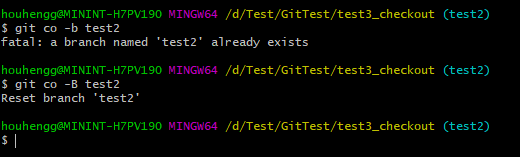 houhengg@MININT-H7PV190 MINGW64 /d/Test/GitTest/test3_checkout (test2)
$ git co -b test2
fatal: a branch named 'test2' already exists
houhengg@MININT-H7PV190 MINGW64 /d/Test/GitTest/test3_checkout (test2)
$ git co -B test2
Reset branch 'test2'
houhengg@MININT-H7PV190 MINGW64 /d/Test/GitTest/test3_checkout (test2)
$